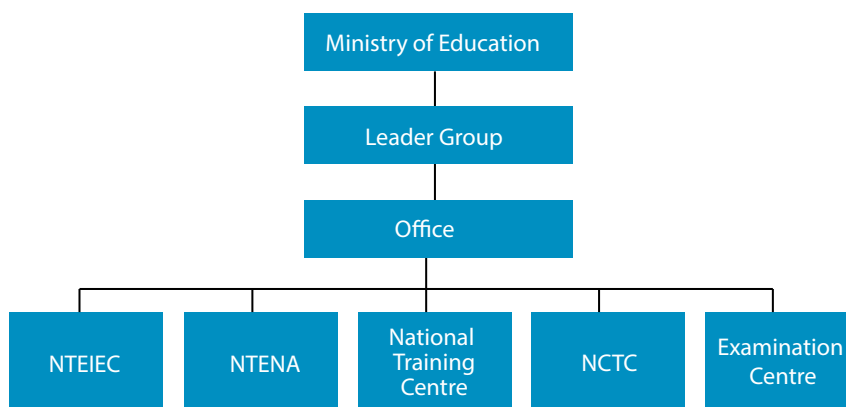 Ministry of Education
Leader Group
Office
NTEIEC
NTENA
National
Training
Centre
NCTC
Examination
Centre